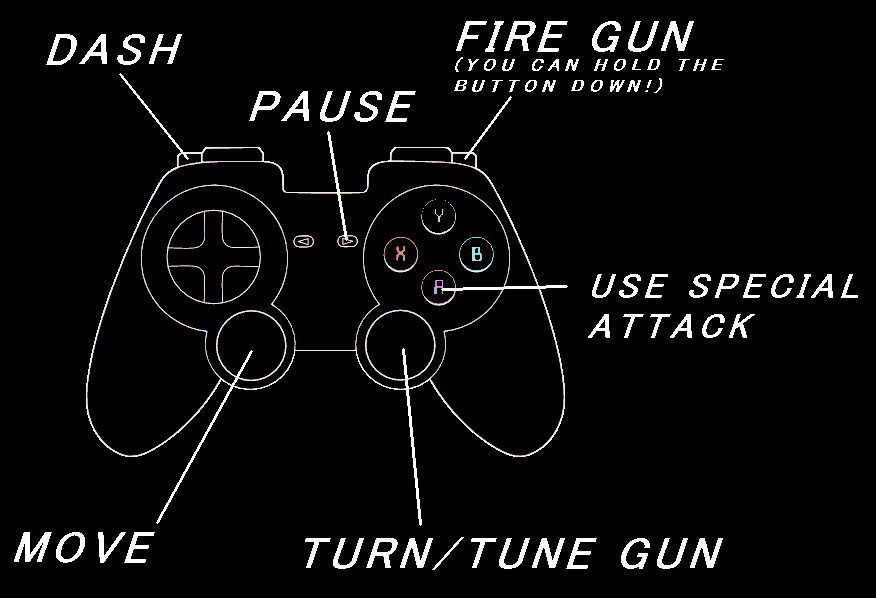 DASH
FIRE GUN
(YOU CAN HOLD THE
BUTTON DOWN!)
PAUSE
Y
X
B
A
USE SPECIAL
ATTACK
MOVE
TURN/TUNE GUN